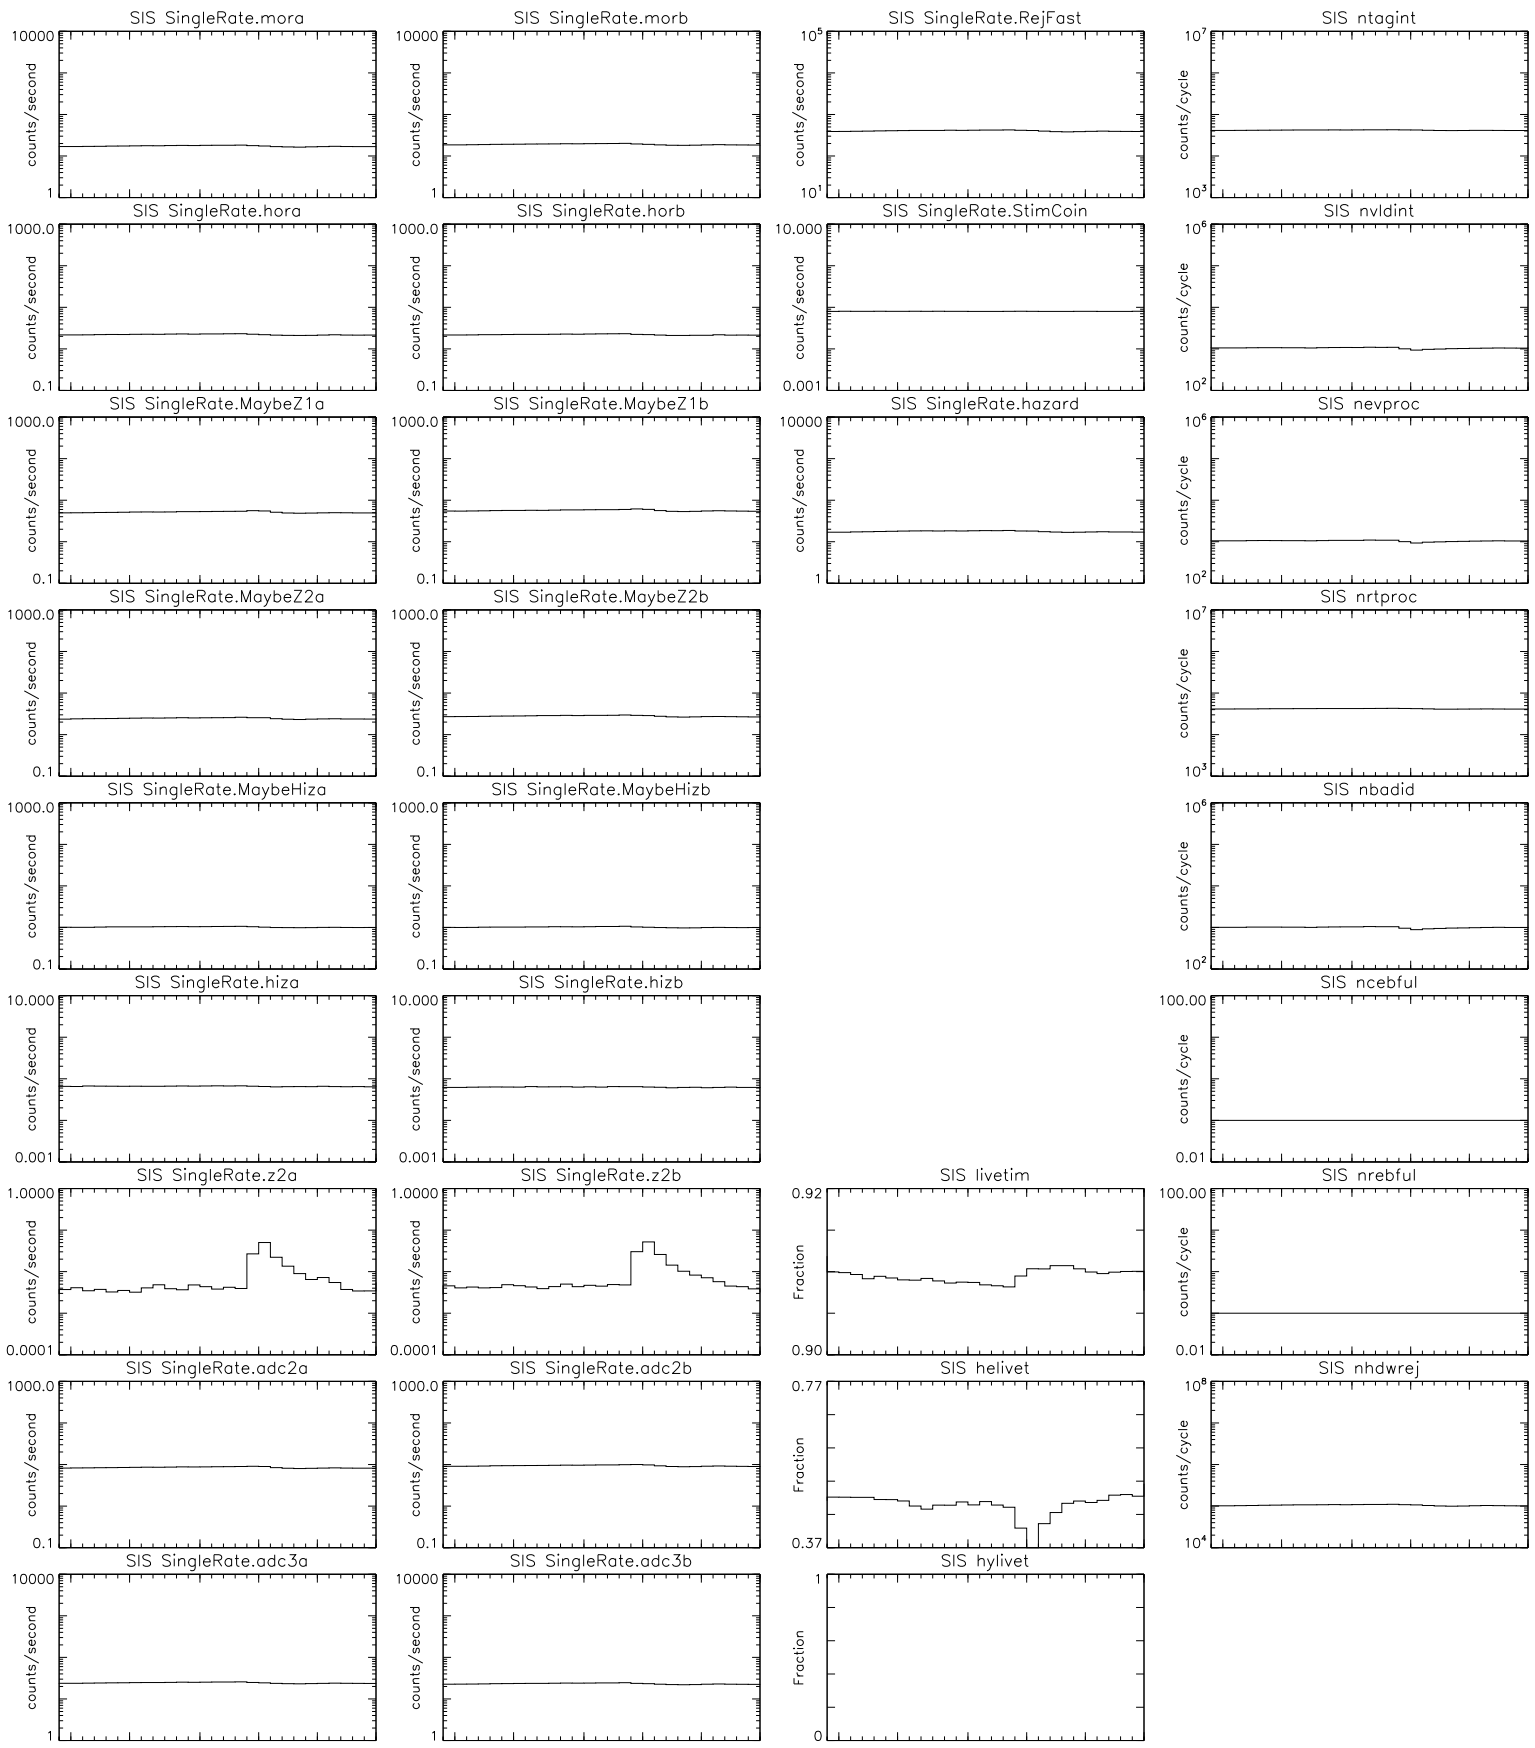 SIS SingleRate.mora
10000
counts/second
1
SIS SingleRate.morb
10000
counts/second
1
SIS SingleRate.RejFast
10^5
counts/second
10^1
SIS ntagint
10^7
counts/cycle
10^3
SIS SingleRate.hora
1000.0
counts/second
0.1
SIS SingleRate.horb
1000.0
counts/second
0.1
SIS SingleRate.StimCoin
10.000
counts/second
0.001
SIS nvldint
10^6
counts/cycle
10^2
SIS SingleRate.MaybeZ1a
1000.0
counts/second
0.1
SIS SingleRate.MaybeZ1b
1000.0
counts/second
0.1
SIS SingleRate.hazard
10000
counts/second
1
SIS nevproc
10^6
counts/cycle
10^2
SIS SingleRate.MaybeZ2a
1000.0
counts/second
0.1
SIS SingleRate.MaybeZ2b
1000.0
counts/second
0.1
SIS nrtproc
10^7
counts/cycle
10^3
SIS SingleRate.MaybeHiza
1000.0
counts/second
0.1
SIS SingleRate.MaybeHizb
1000.0
counts/second
0.1
SIS nbadid
10^6
counts/cycle
10^2
SIS SingleRate.hiza
10.000
counts/second
0.001
SIS SingleRate.hizb
10.000
counts/second
0.001
SIS ncebful
100.00
counts/cycle
0.01
SIS SingleRate.z2a
1.0000
counts/second
0.0001
SIS SingleRate.z2b
1.0000
counts/second
0.0001
SIS livetim
0.92
Fraction
0.90
SIS nrebful
100.00
counts/cycle
0.01
SIS SingleRate.adc2a
1000.0
counts/second
0.1
SIS SingleRate.adc2b
1000.0
counts/second
0.1
SIS helivet
0.77
Fraction
0.37
SIS nhdwrej
10^8
counts/cycle
10^4
SIS SingleRate.adc3a
10000
counts/second
1
SIS SingleRate.adc3b
10000
counts/second
1
SIS hylivet
1
Fraction
0